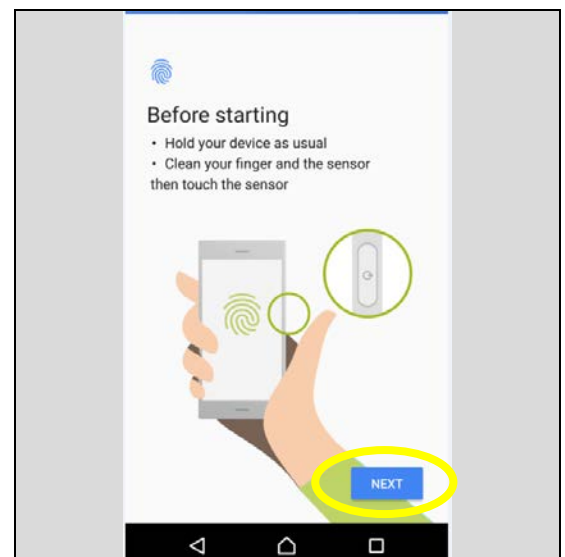 Before starting
• Hold your device as usual
• Clean your finger and the sensor
then touch the sensor
NEXT